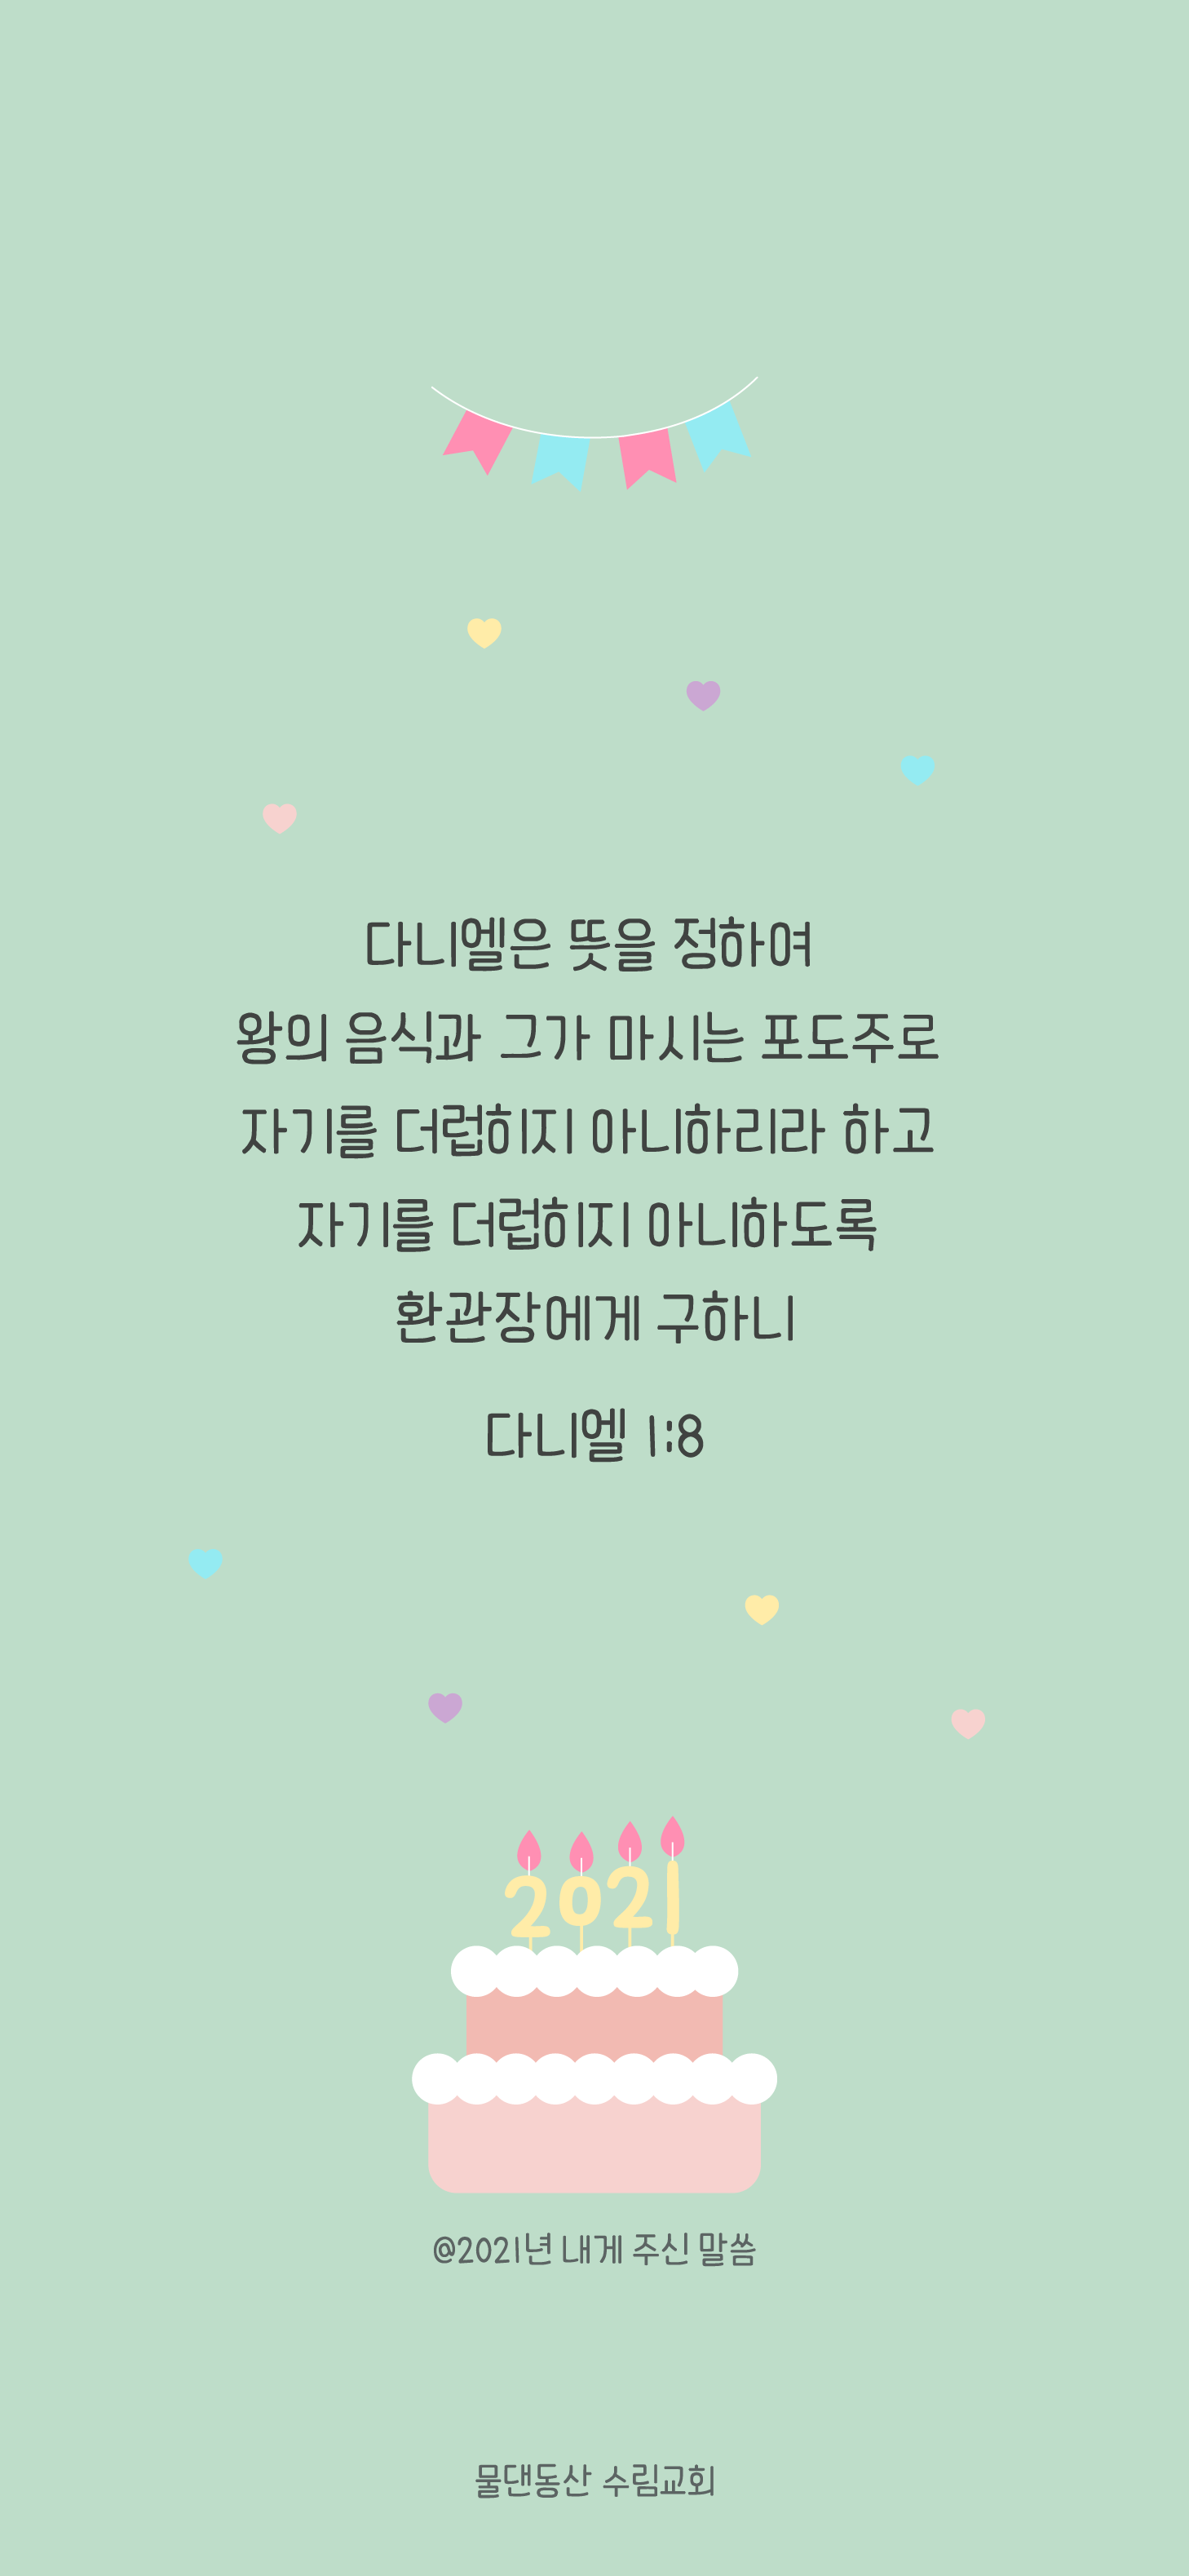 다니엘은 뜻을 정하여
왕의 음식과 그가 마시는 포도주로
자기를 더럽히지 아니하리라 하고
자기를 더럽히지 아니하도록
환관장에게 구하니
다니엘 1:8
2021
@2021년 내게 주신 말씀
물댄동산 수림교회